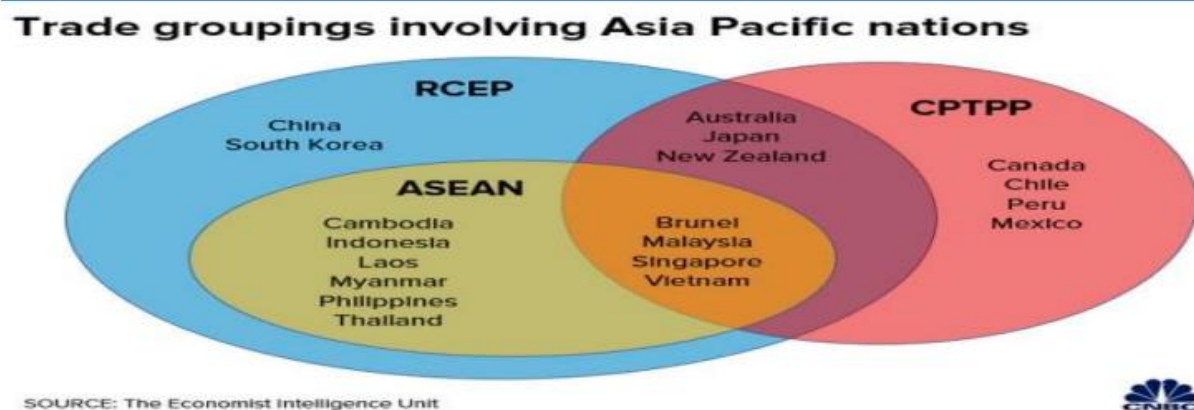 Trade groupings involving Asia Pacific nations
RCEP
China
South Korea
Australia
Japan
New Zealand
CPTPP
Canada
Chile
Peru
Mexico
ASEAN
Cambodia
Indonesia
Laos
Myanmar
Philippines
Thailand
Brunei
Malaysia
Singapore
Vietnam
SOURCE: The Economist Intelligence Unit
CNBC